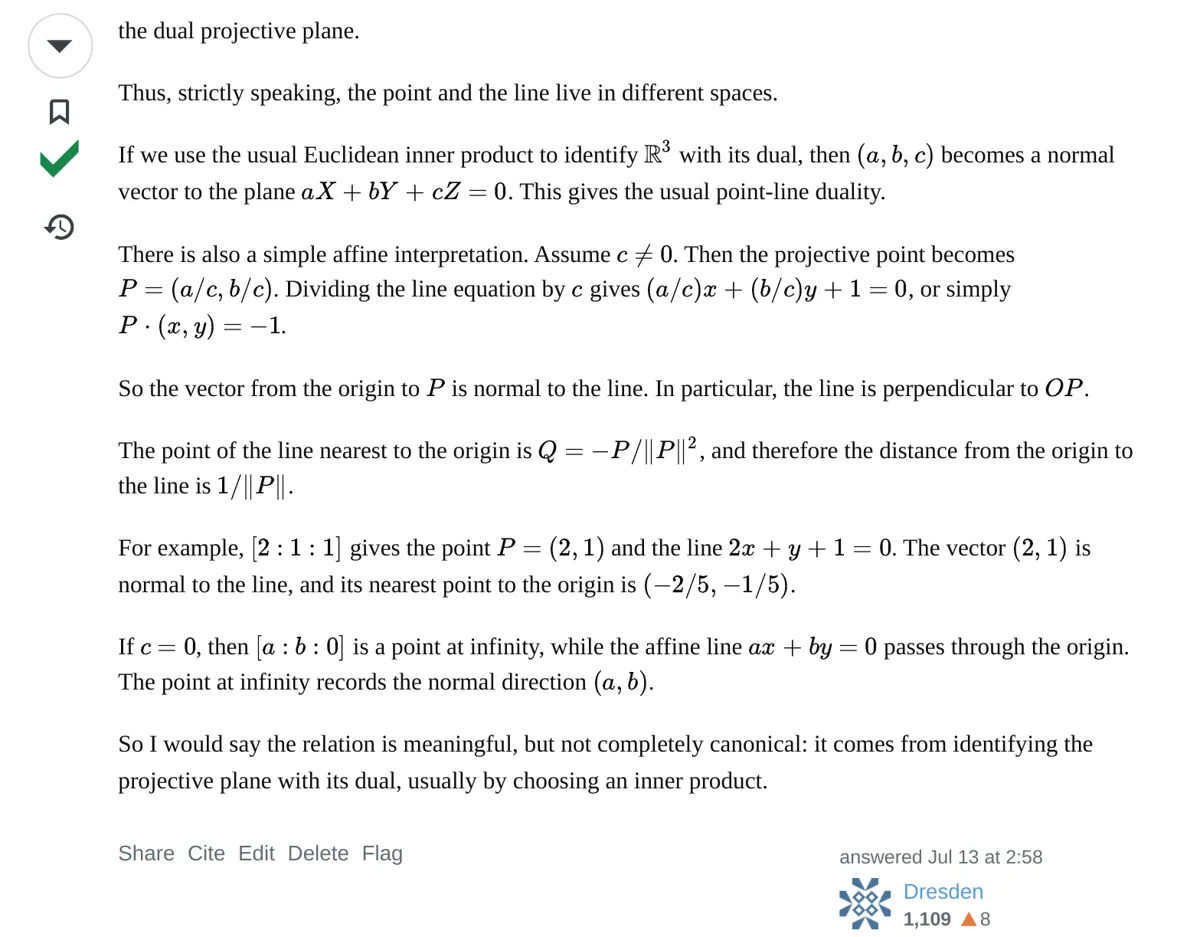 the dual projective plane.
Thus, strictly speaking, the point and the line live in different spaces.
If we use the usual Euclidean inner product to identify ℝ³ with its dual, then (a, b, c) becomes a normal
vector to the plane aX + bY + cZ = 0. This gives the usual point-line duality.
There is also a simple affine interpretation. Assume c ≠ 0. Then the projective point becomes
P = (a/c, b/c). Dividing the line equation by c gives (a/c)x + (b/c)y + 1 = 0, or simply
P · (x, y) = −1.
So the vector from the origin to P is normal to the line. In particular, the line is perpendicular to OP.
The point of the line nearest to the origin is Q = −P/‖P‖², and therefore the distance from the origin to
the line is 1/‖P‖.
For example, [2 : 1 : 1] gives the point P = (2, 1) and the line 2x + y + 1 = 0. The vector (2, 1) is
normal to the line, and its nearest point to the origin is (−2/5, −1/5).
If c = 0, then [a : b : 0] is a point at infinity, while the affine line ax + by = 0 passes through the origin.
The point at infinity records the normal direction (a, b).
So I would say the relation is meaningful, but not completely canonical: it comes from identifying the
projective plane with its dual, usually by choosing an inner product.
Share Cite Edit Delete Flag
answered Jul 13 at 2:58
Dresden
1,109 8